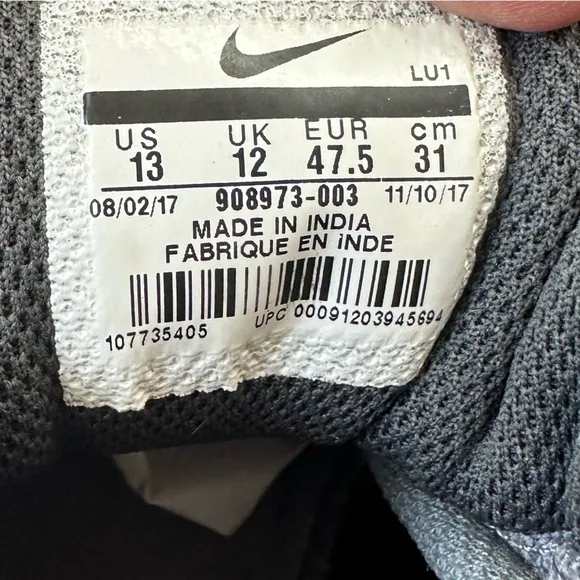 LU1
US UK EUR cm
13 12 47.5 31
08/02/17 908973-003 11/10/17
MADE IN INDIA
FABRIQUE EN iNDE
107735405 UPC 00091203945694